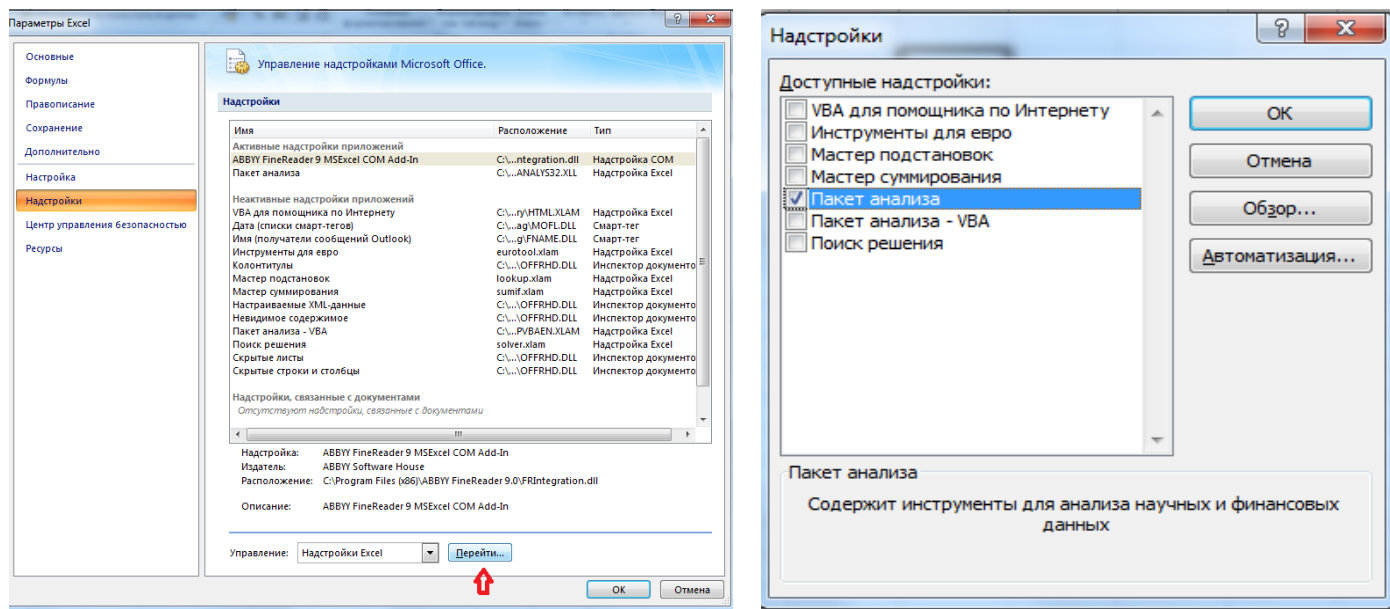 Параметры Excel
Основные
Формулы
Правописание
Сохранение
Дополнительно
Настройка
Надстройки
Центр управления безопасностью
Ресурсы
Управление надстройками Microsoft Office.
Надстройки
Имя Расположение Тип
Активные надстройки приложений
ABBYY FineReader 9 MSExcel COM Add-In C:\...ntegration.dll Надстройка COM
Пакет анализа C:\...ANALYS32.XLL Надстройка Excel
Неактивные надстройки приложений
VBA для помощника по Интернету C:\...ry\HTML.XLAM Надстройка Excel
Дата (списки смарт-тегов) C:\...ag\MOFL.DLL Смарт-тег
Имя (получатели сообщений Outlook) C:\...g\FNAME.DLL Смарт-тег
Инструменты для евро eurotool.xlam Надстройка Excel
Колонтитулы C:\...\OFFRHD.DLL Инспектор документо
Мастер подстановок lookup.xlam Надстройка Excel
Мастер суммирования sumif.xlam Надстройка Excel
Настраиваемые XML-данные C:\...\OFFRHD.DLL Инспектор документо
Невидимое содержимое C:\...\OFFRHD.DLL Инспектор документо
Пакет анализа - VBA C:\...PVBAEN.XLAM Надстройка Excel
Поиск решения solver.xlam Надстройка Excel
Скрытые листы C:\...\OFFRHD.DLL Инспектор документо
Скрытые строки и столбцы C:\...\OFFRHD.DLL Инспектор документо
Надстройки, связанные с документами
Отсутствуют надстройки, связанные с документами
Надстройка: ABBYY FineReader 9 MSExcel COM Add-In
Издатель: ABBYY Software House
Расположение: C:\Program Files (x86)\ABBYY FineReader 9.0\FRIntegration.dll
Описание: ABBYY FineReader 9 MSExcel COM Add-In
Управление: Надстройки Excel Перейти...
ОК Отмена
Надстройки
Доступные надстройки:
VBA для помощника по Интернету
Инструменты для евро
Мастер подстановок
Мастер суммирования
Пакет анализа
Пакет анализа - VBA
Поиск решения
ОК
Отмена
Обзор...
Автоматизация...
Пакет анализа
Содержит инструменты для анализа научных и финансовых
данных